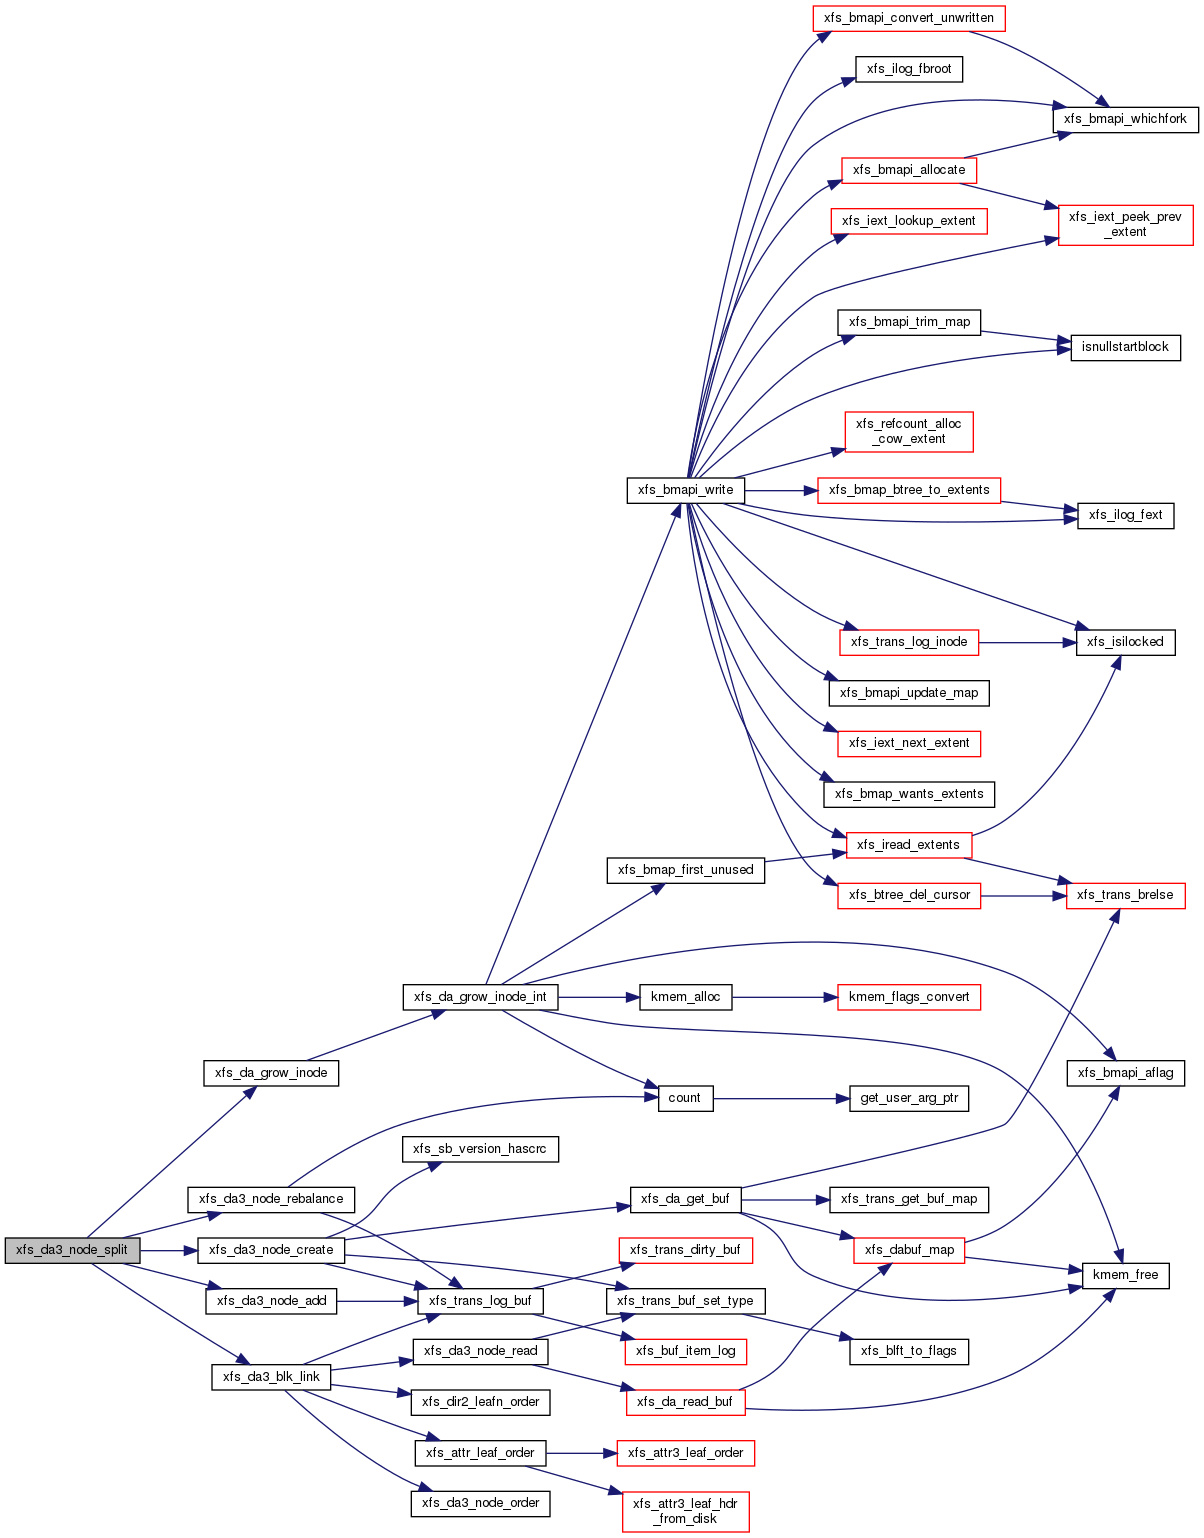 xfs_bmapi_convert_unwritten
xfs_ilog_fbroot
xfs_bmapi_whichfork
xfs_bmapi_allocate
xfs_iext_lookup_extent
xfs_iext_peek_prev
_extent
xfs_bmapi_trim_map
isnullstartblock
xfs_refcount_alloc
_cow_extent
xfs_bmapi_write
xfs_bmap_btree_to_extents
xfs_ilog_fext
xfs_trans_log_inode
xfs_isilocked
xfs_bmapi_update_map
xfs_iext_next_extent
xfs_bmap_wants_extents
xfs_iread_extents
xfs_bmap_first_unused
xfs_btree_del_cursor
xfs_trans_brelse
xfs_da_grow_inode_int
kmem_alloc
kmem_flags_convert
xfs_da_grow_inode
xfs_bmapi_aflag
count
get_user_arg_ptr
xfs_sb_version_hascrc
xfs_da3_node_rebalance
xfs_da_get_buf
xfs_trans_get_buf_map
xfs_da3_node_split
xfs_da3_node_create
xfs_trans_dirty_buf
xfs_dabuf_map
kmem_free
xfs_da3_node_add
xfs_trans_log_buf
xfs_trans_buf_set_type
xfs_da3_node_read
xfs_buf_item_log
xfs_blft_to_flags
xfs_da3_blk_link
xfs_dir2_leafn_order
xfs_da_read_buf
xfs_attr_leaf_order
xfs_attr3_leaf_order
xfs_da3_node_order
xfs_attr3_leaf_hdr
_from_disk